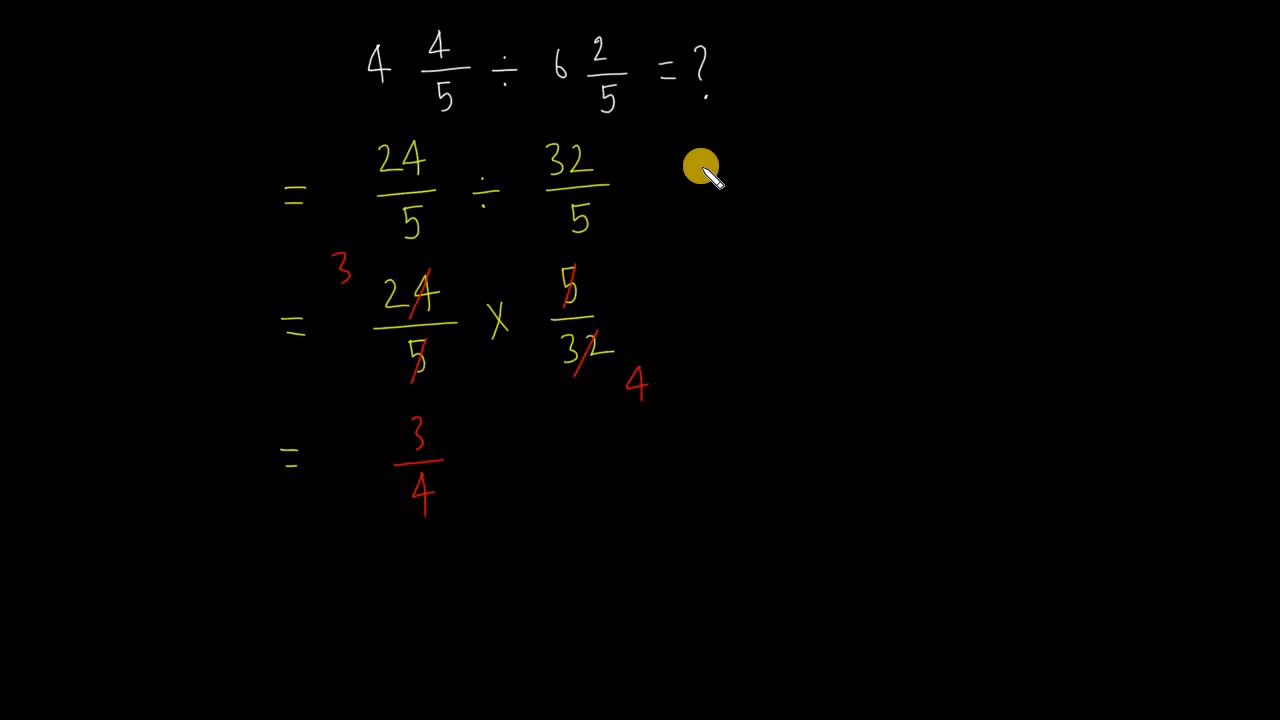 4 4/5 ÷ 6 2/5 = ?
= 24/5 ÷ 32/5
3
= 24/5 × 5/32
4
= 3/4